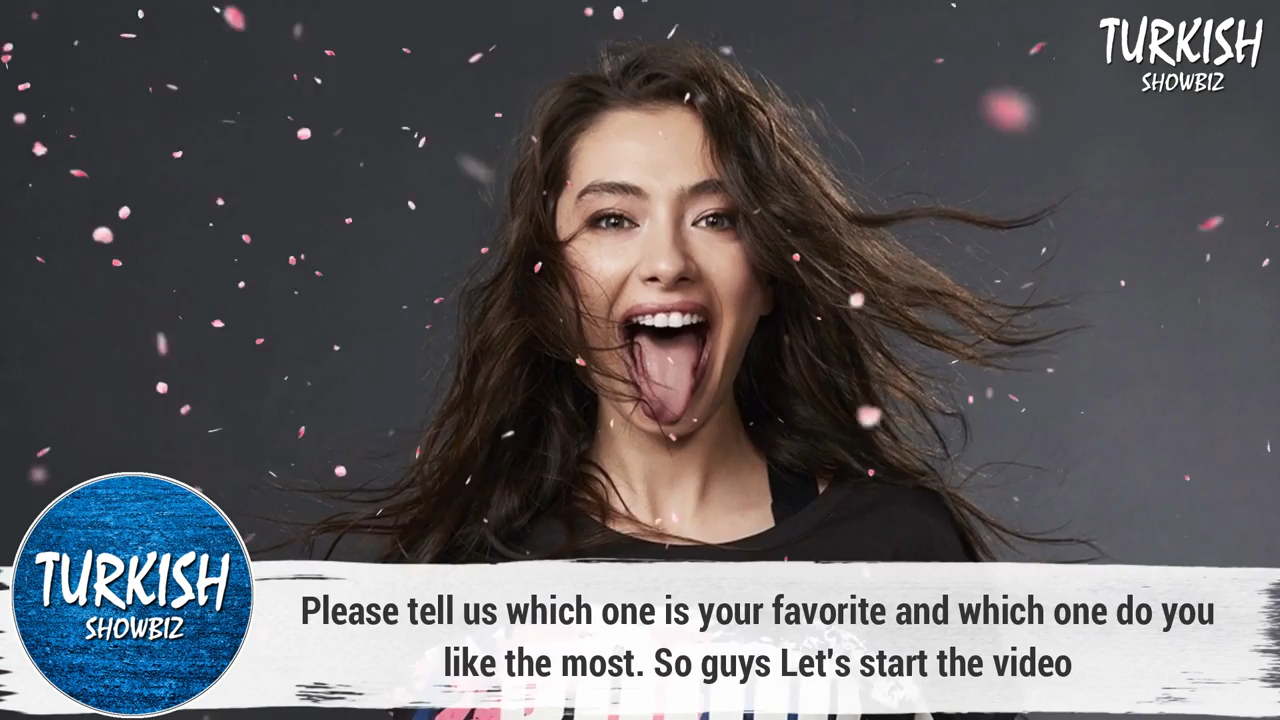 TURKISH
SHOWBIZ
TURKISH
SHOWBIZ
Please tell us which one is your favorite and which one do you
like the most. So guys Let's start the video